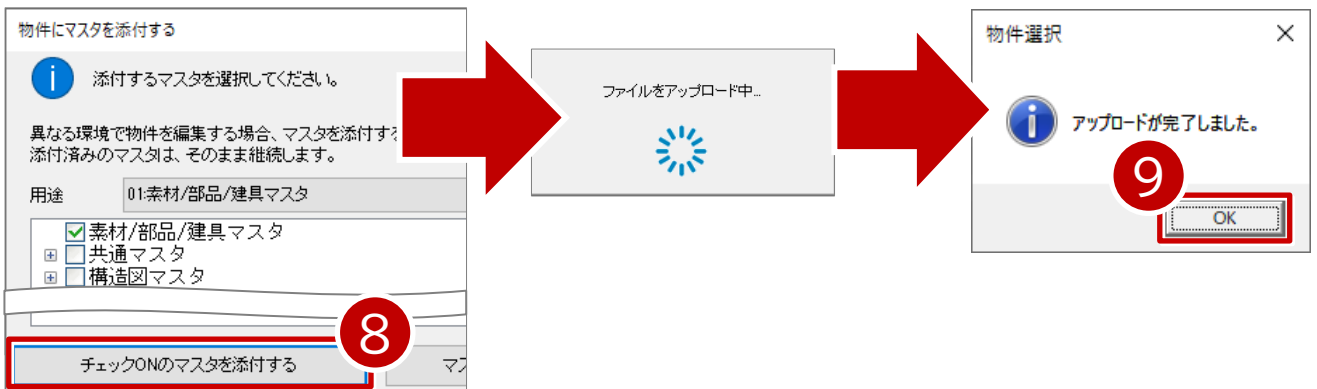 物件にマスタを添付する
添付するマスタを選択してください。
異なる環境で物件を編集する場合、マスタを添付する
添付済みのマスタは、そのまま継続します。
用途
01:素材/部品/建具マスタ
素材/部品/建具マスタ
共通マスタ
構造図マスタ
8
チェックONのマスタを添付する
マス
ファイルをアップロード中...
物件選択
アップロードが完了しました。
9
OK